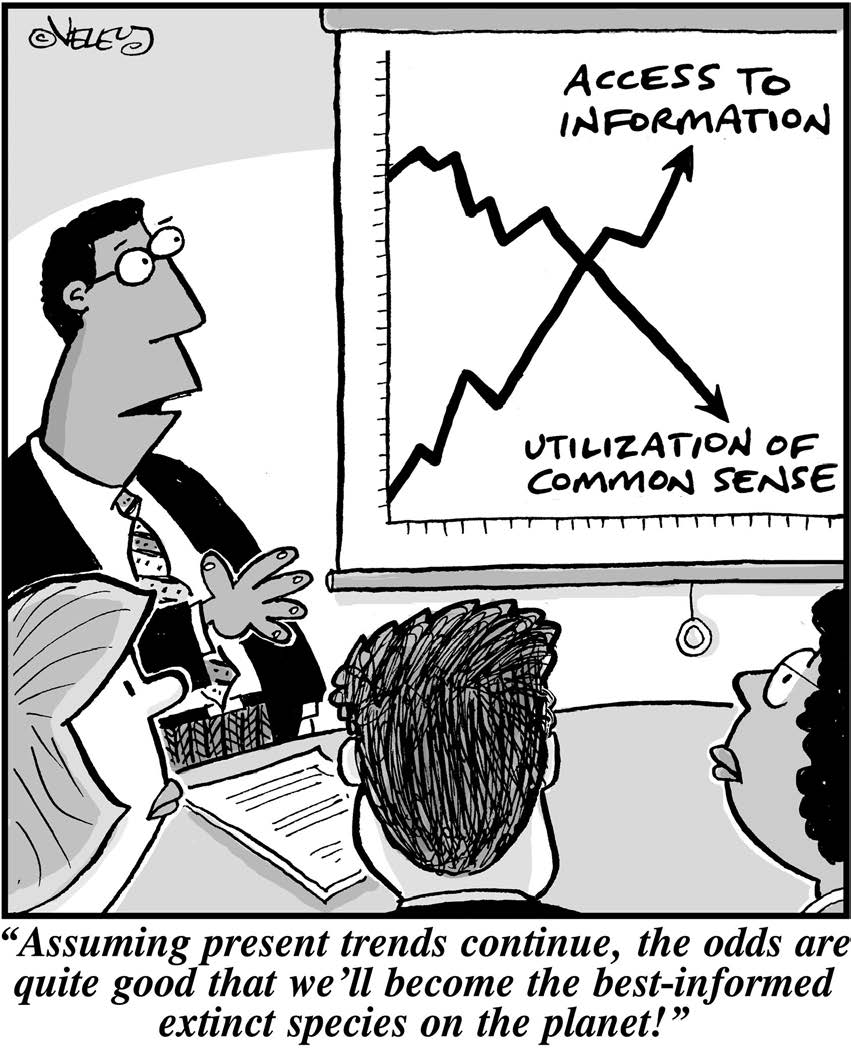 ©VELEY
ACCESS TO
INFORMATION
UTILIZATION OF
COMMON SENSE
“Assuming present trends continue, the odds are
quite good that we’ll become the best-informed
extinct species on the planet!”